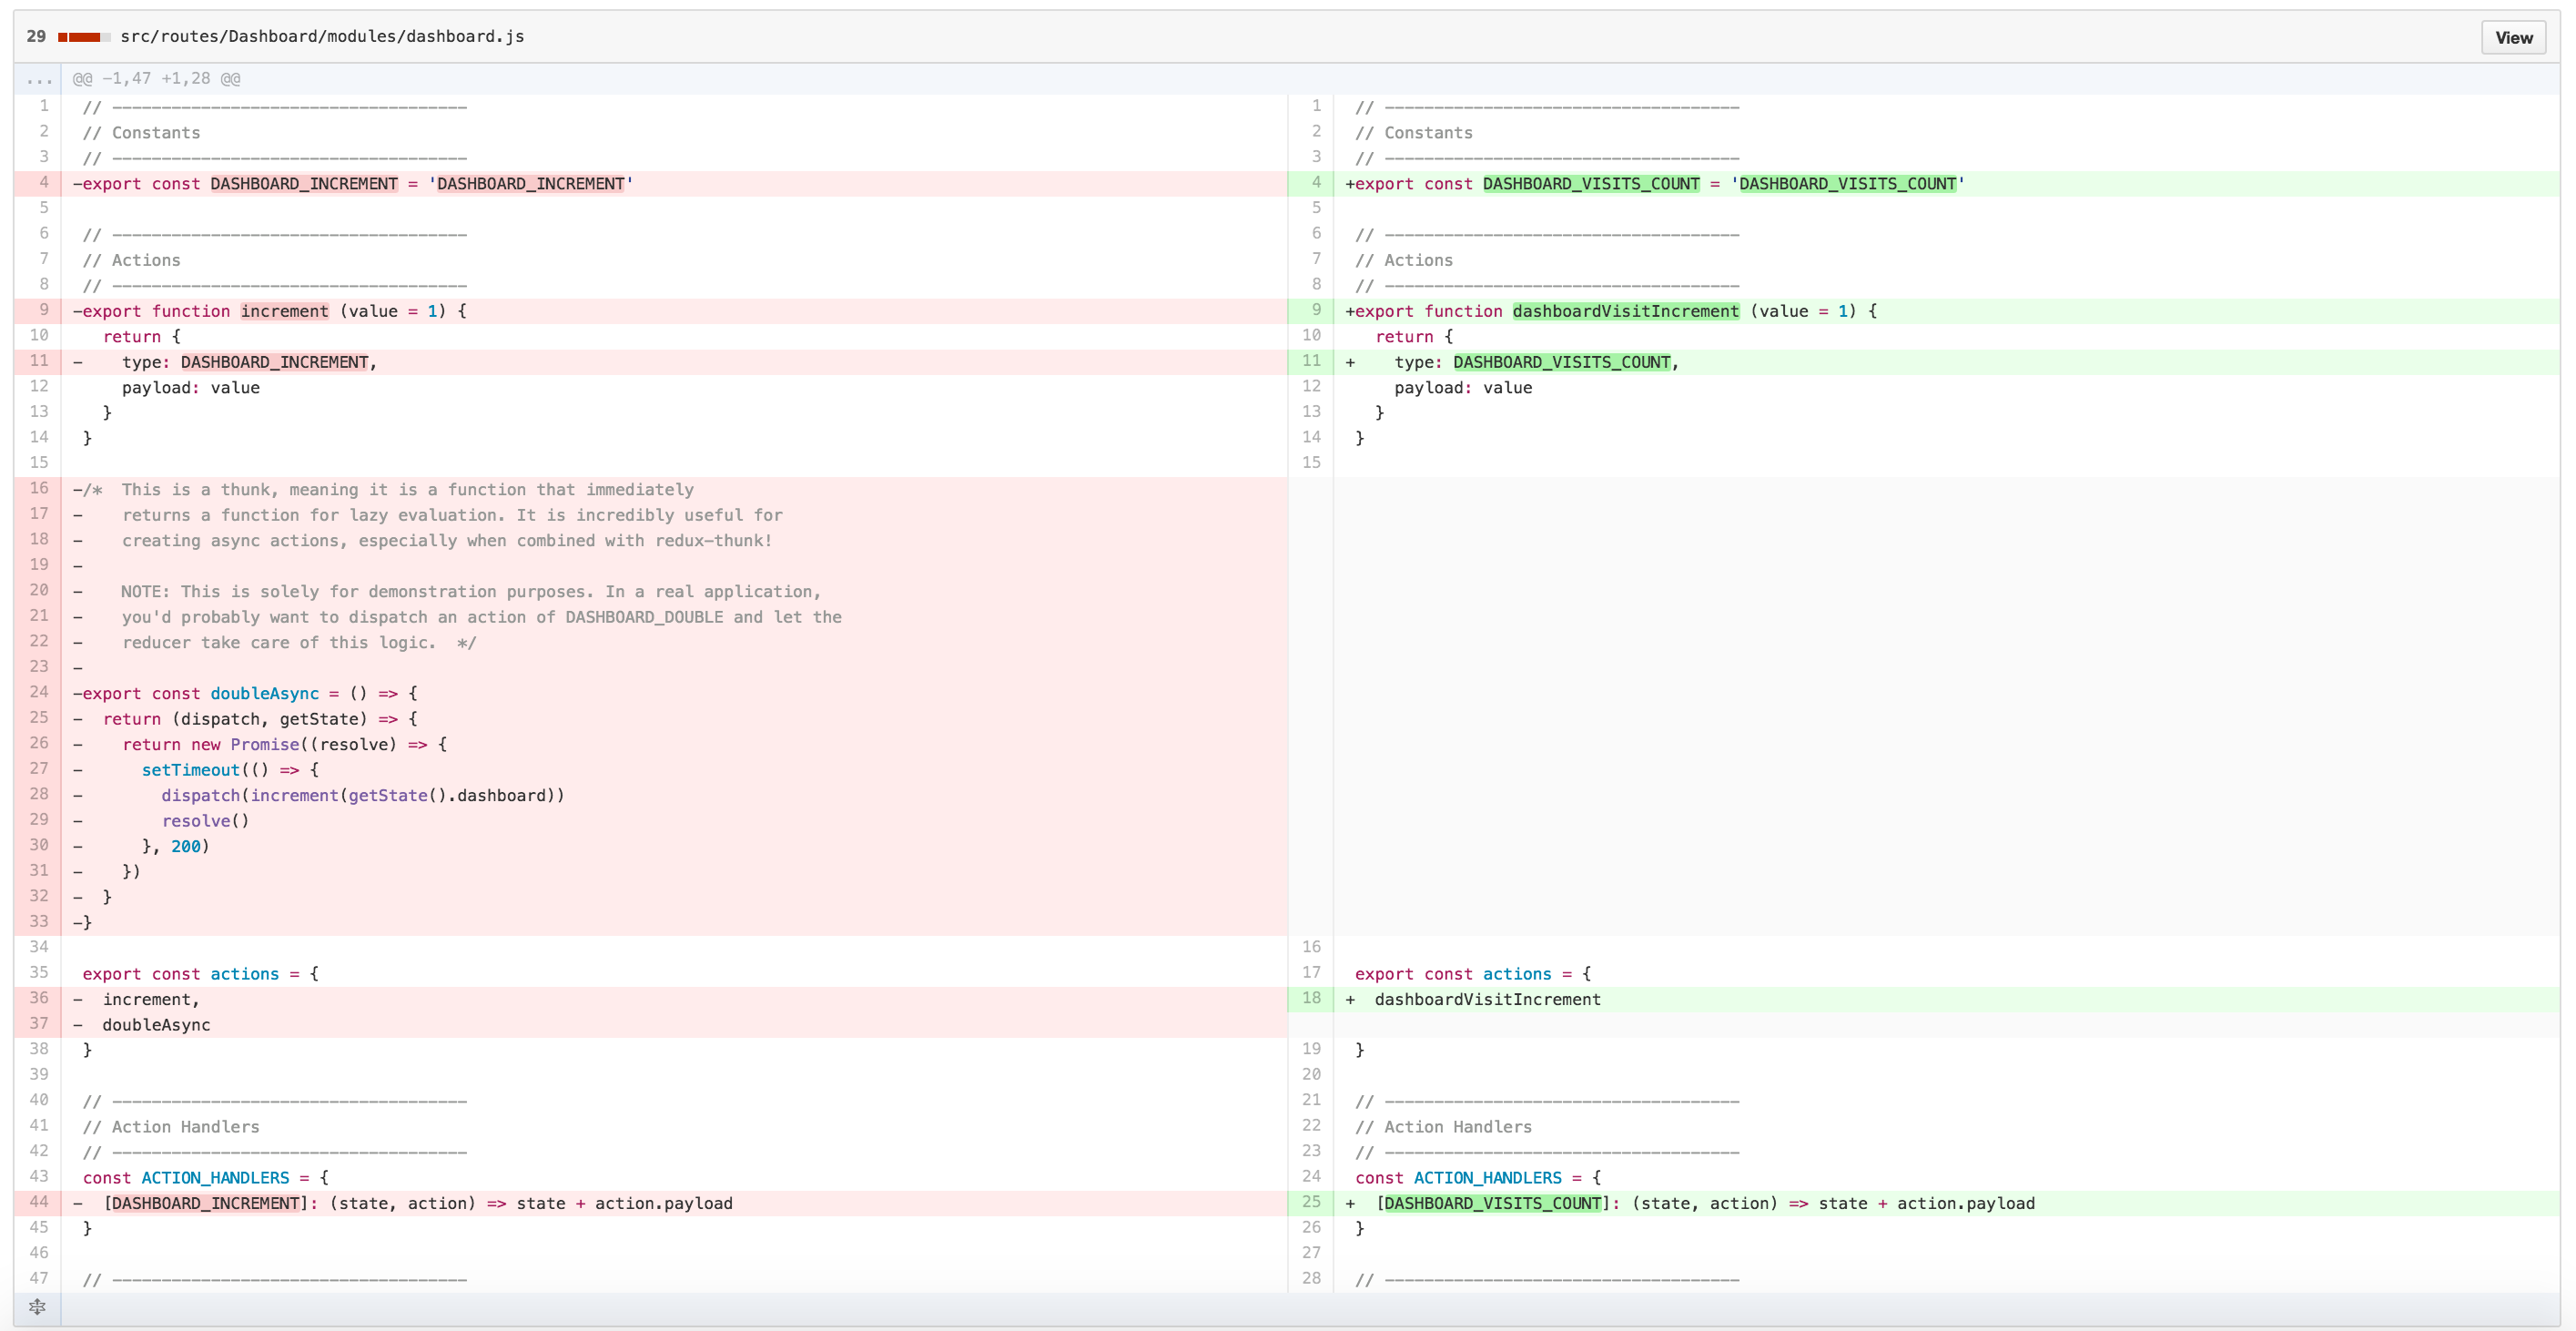 29 src/routes/Dashboard/modules/dashboard.js View
... @@ -1,47 +1,28 @@
1 // ------------------------------------
2 // Constants
3 // ------------------------------------
4 -export const DASHBOARD_INCREMENT = 'DASHBOARD_INCREMENT'
5
6 // ------------------------------------
7 // Actions
8 // ------------------------------------
9 -export function increment (value = 1) {
10   return {
11 -    type: DASHBOARD_INCREMENT,
12     payload: value
13   }
14 }
15
16 -/*  This is a thunk, meaning it is a function that immediately
17 -    returns a function for lazy evaluation. It is incredibly useful for
18 -    creating async actions, especially when combined with redux-thunk!
19 -
20 -    NOTE: This is solely for demonstration purposes. In a real application,
21 -    you'd probably want to dispatch an action of DASHBOARD_DOUBLE and let the
22 -    reducer take care of this logic.  */
23 -
24 -export const doubleAsync = () => {
25 -  return (dispatch, getState) => {
26 -    return new Promise((resolve) => {
27 -      setTimeout(() => {
28 -        dispatch(increment(getState().dashboard))
29 -        resolve()
30 -      }, 200)
31 -    })
32 -  }
33 -}
34
35 export const actions = {
36 -  increment,
37 -  doubleAsync
38 }
39
40 // ------------------------------------
41 // Action Handlers
42 // ------------------------------------
43 const ACTION_HANDLERS = {
44 -  [DASHBOARD_INCREMENT]: (state, action) => state + action.payload
45 }
46
47 // ------------------------------------
1 // ------------------------------------
2 // Constants
3 // ------------------------------------
4 +export const DASHBOARD_VISITS_COUNT = 'DASHBOARD_VISITS_COUNT'
5
6 // ------------------------------------
7 // Actions
8 // ------------------------------------
9 +export function dashboardVisitIncrement (value = 1) {
10   return {
11 +    type: DASHBOARD_VISITS_COUNT,
12     payload: value
13   }
14 }
15
16
17 export const actions = {
18 +  dashboardVisitIncrement
19 }
20
21 // ------------------------------------
22 // Action Handlers
23 // ------------------------------------
24 const ACTION_HANDLERS = {
25 +  [DASHBOARD_VISITS_COUNT]: (state, action) => state + action.payload
26 }
27
28 // ------------------------------------